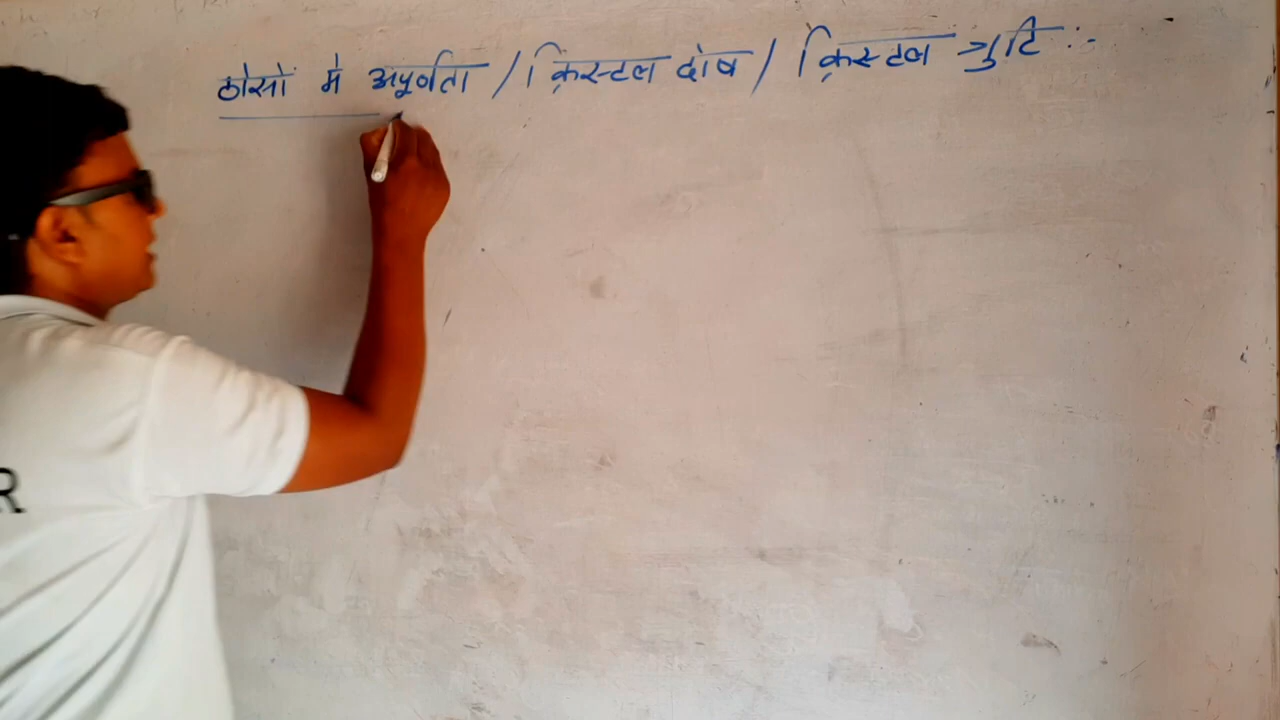 ठोसों में अपूर्णता / क्रिस्टल दोष / क्रिस्टल त्रुटि :-
R